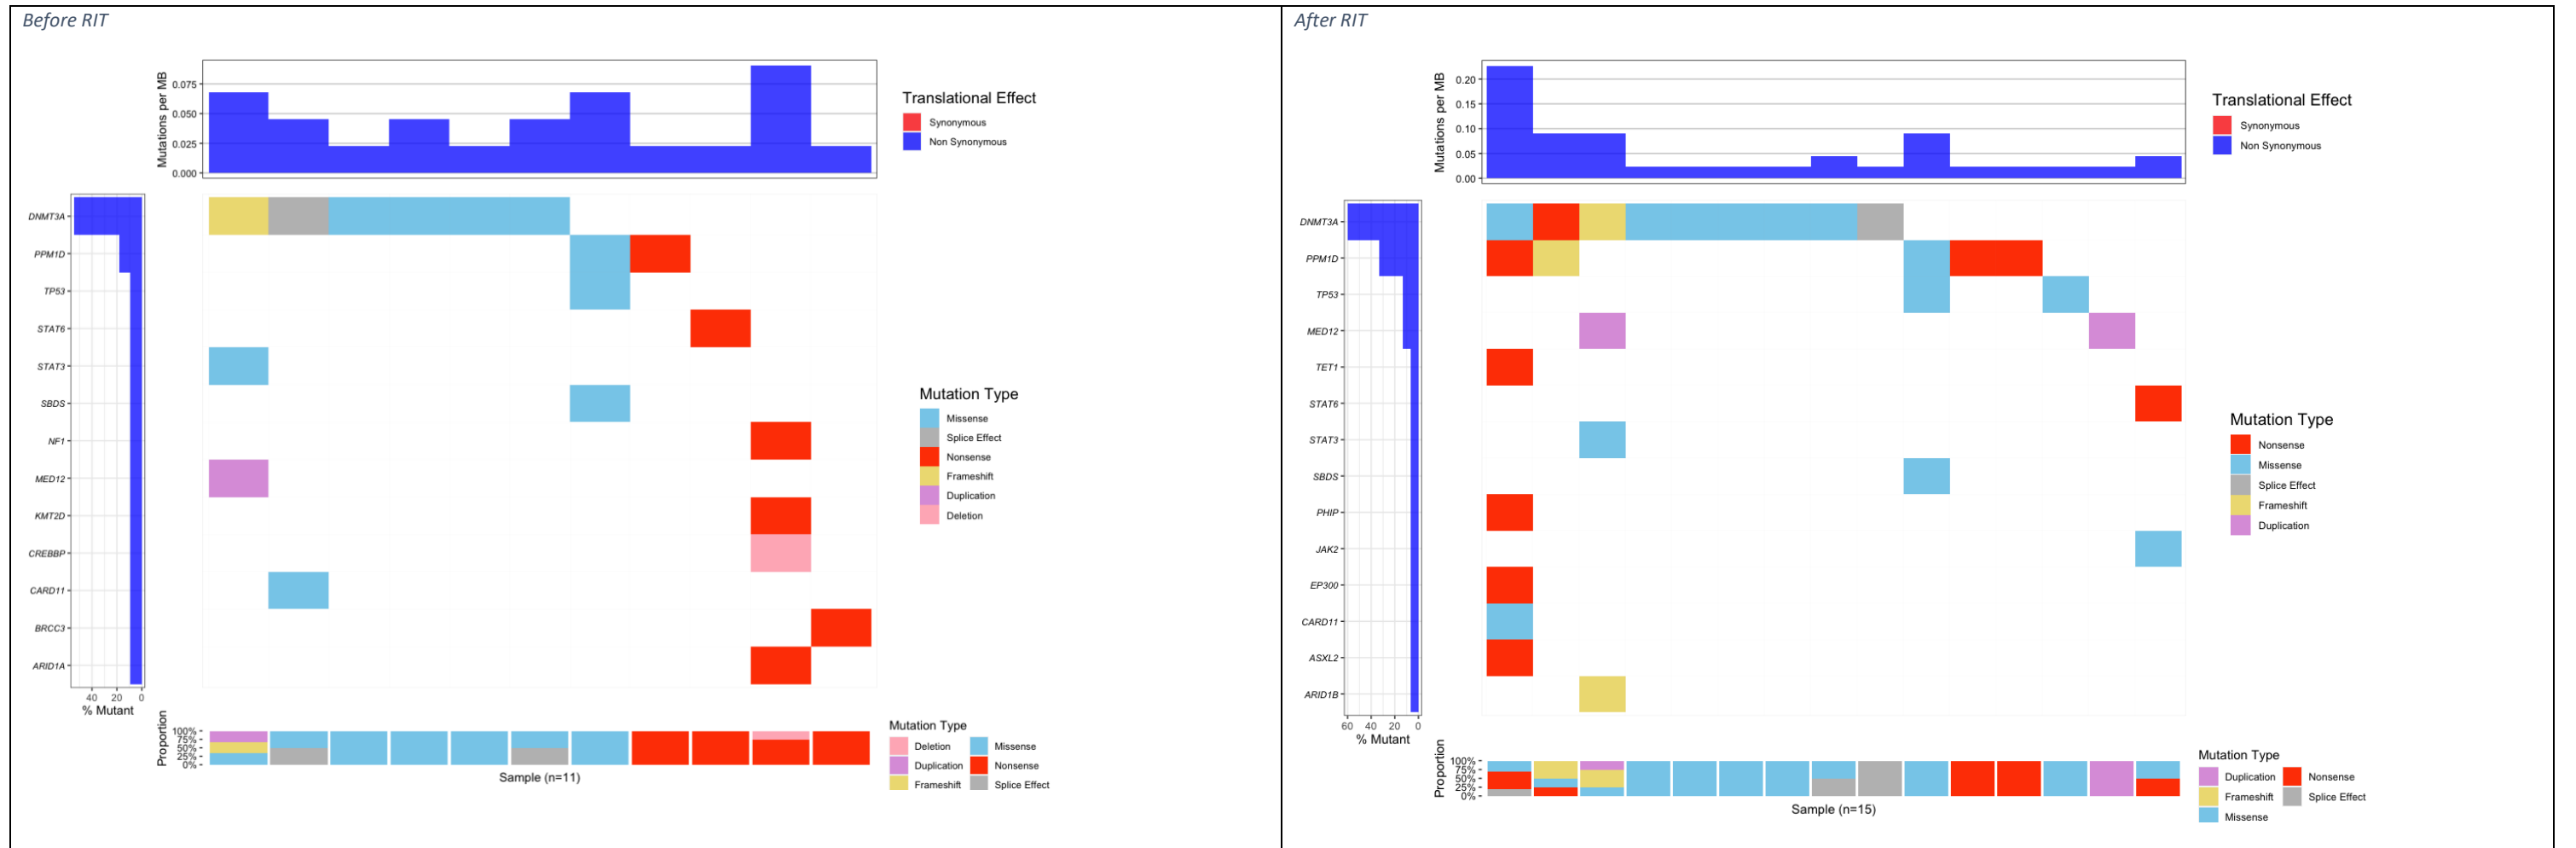 Before RIT
Mutations per MB
0.075
0.050
0.025
0.000
Translational Effect
Synonymous
Non Synonymous
DNMT3A
PPM1D
TP53
STAT6
STAT3
SBDS
NF1
MED12
KMT2D
CREBBP
CARD11
BRCC3
ARID1A
40 20 0
% Mutant
Mutation Type
Missense
Splice Effect
Nonsense
Frameshift
Duplication
Deletion
Proportion
100%
75%
50%
25%
0%
Sample (n=11)
Mutation Type
Deletion Missense
Duplication Nonsense
Frameshift Splice Effect
After RIT
Mutations per MB
0.20
0.15
0.10
0.05
0.00
Translational Effect
Synonymous
Non Synonymous
DNMT3A
PPM1D
TP53
MED12
TET1
STAT6
STAT3
SBDS
PHIP
JAK2
EP300
CARD11
ASXL2
ARID1B
60 40 20 0
% Mutant
Mutation Type
Nonsense
Missense
Splice Effect
Frameshift
Duplication
Proportion
100%
75%
50%
25%
0%
Sample (n=15)
Mutation Type
Duplication Nonsense
Frameshift Splice Effect
Missense